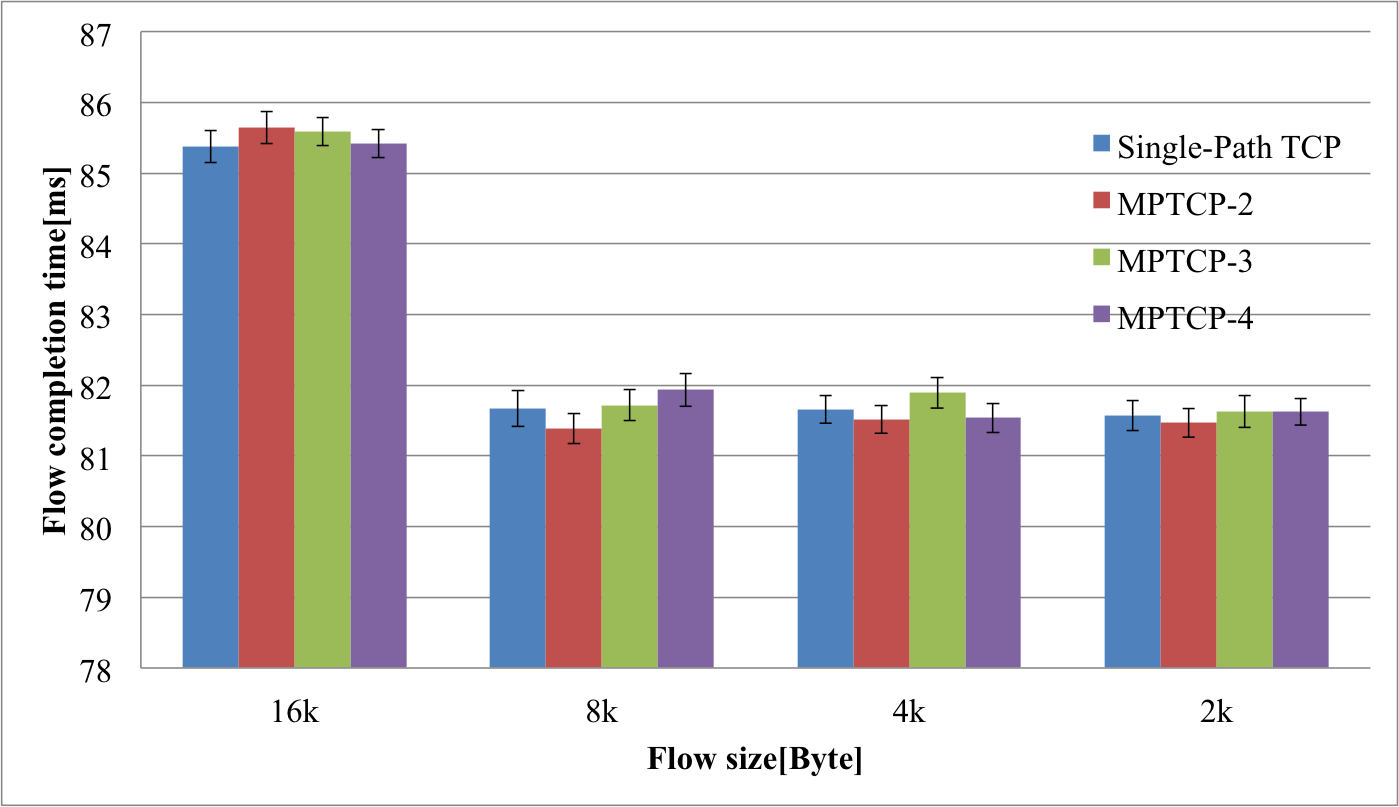 87
86
85
84
83
82
81
80
79
78
Flow completion time[ms]
Single-Path TCP
MPTCP-2
MPTCP-3
MPTCP-4
16k 8k 4k 2k
Flow size[Byte]